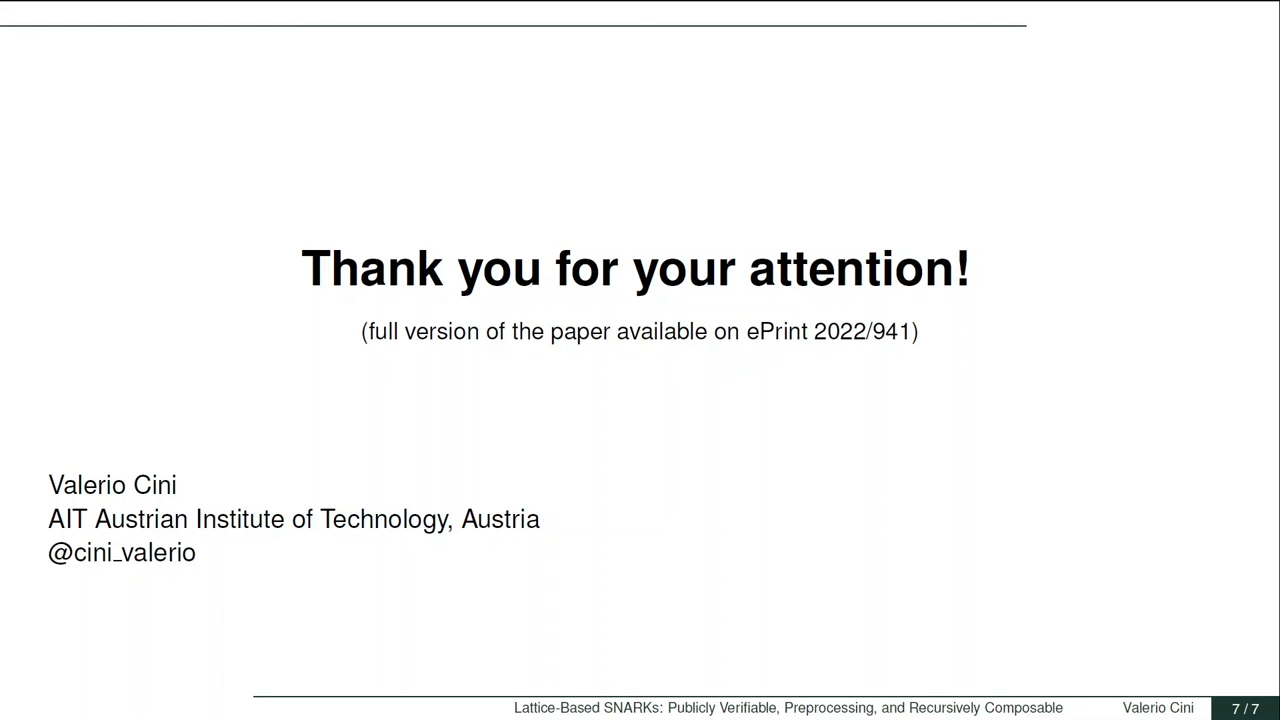 Thank you for your attention!
(full version of the paper available on ePrint 2022/941)
Valerio Cini
AIT Austrian Institute of Technology, Austria
@cini_valerio
Lattice-Based SNARKs: Publicly Verifiable, Preprocessing, and Recursively Composable Valerio Cini 7 / 7